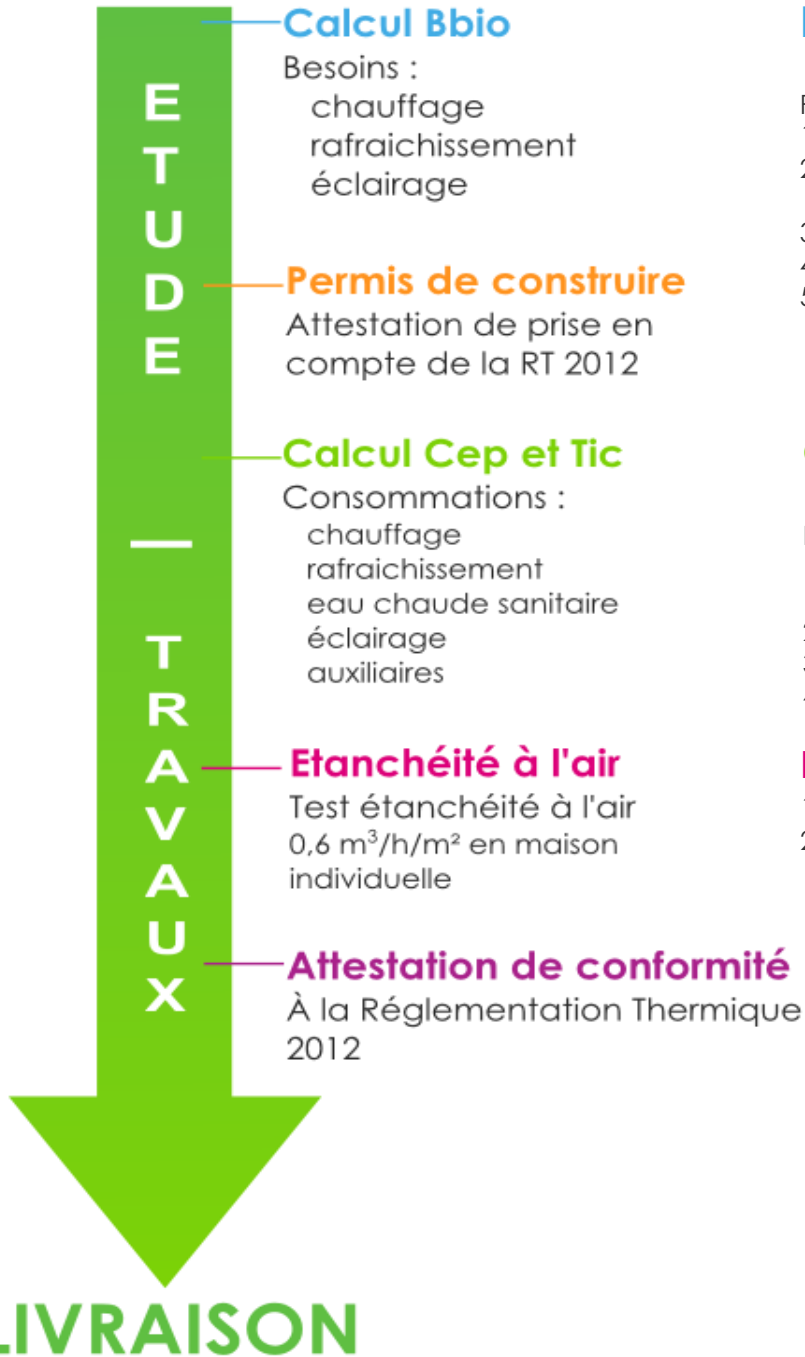 Calcul Bbio
Besoins :
chauffage
rafraichissement
éclairage
Permis de construire
Attestation de prise en
compte de la RT 2012
Calcul Cep et Tic
Consommations :
chauffage
rafraichissement
eau chaude sanitaire
éclairage
auxiliaires
Etanchéité à l'air
Test étanchéité à l'air
0,6 m³/h/m² en maison
individuelle
Attestation de conformité
À la Réglementation Thermique
2012
ETUDE — TRAVAUX
LIVRAISON